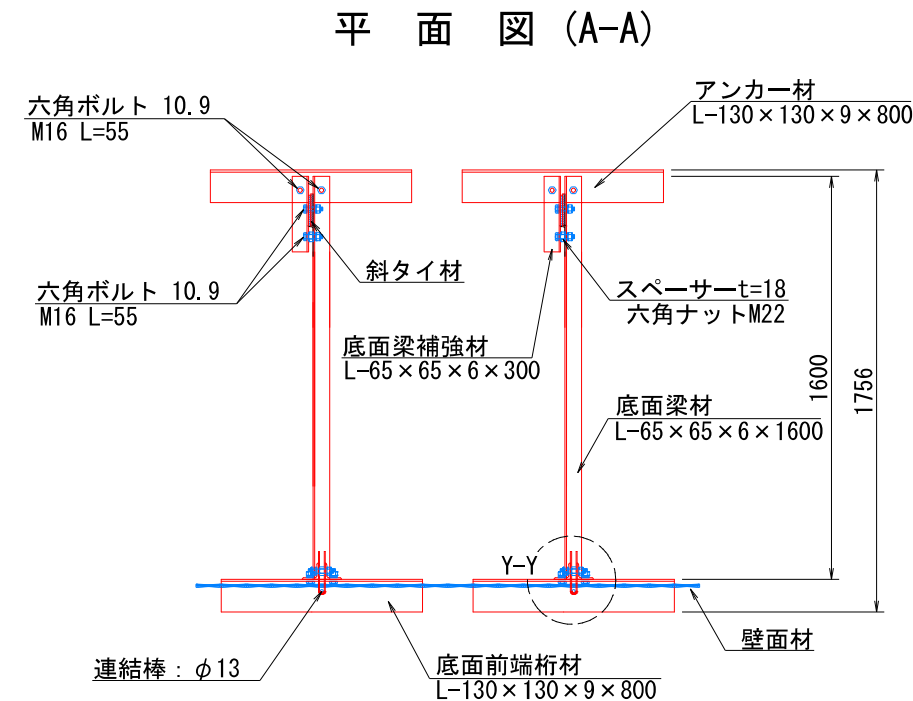 平 面 図 (A-A)
六角ボルト 10.9
M16 L=55
アンカー材
L-130×130×9×800
斜タイ材
六角ボルト 10.9
M16 L=55
スペーサーt=18
六角ナットM22
底面梁補強材
L-65×65×6×300
1600
1756
底面梁材
L-65×65×6×1600
Y-Y
壁面材
連結棒：φ13
底面前端桁材
L-130×130×9×800